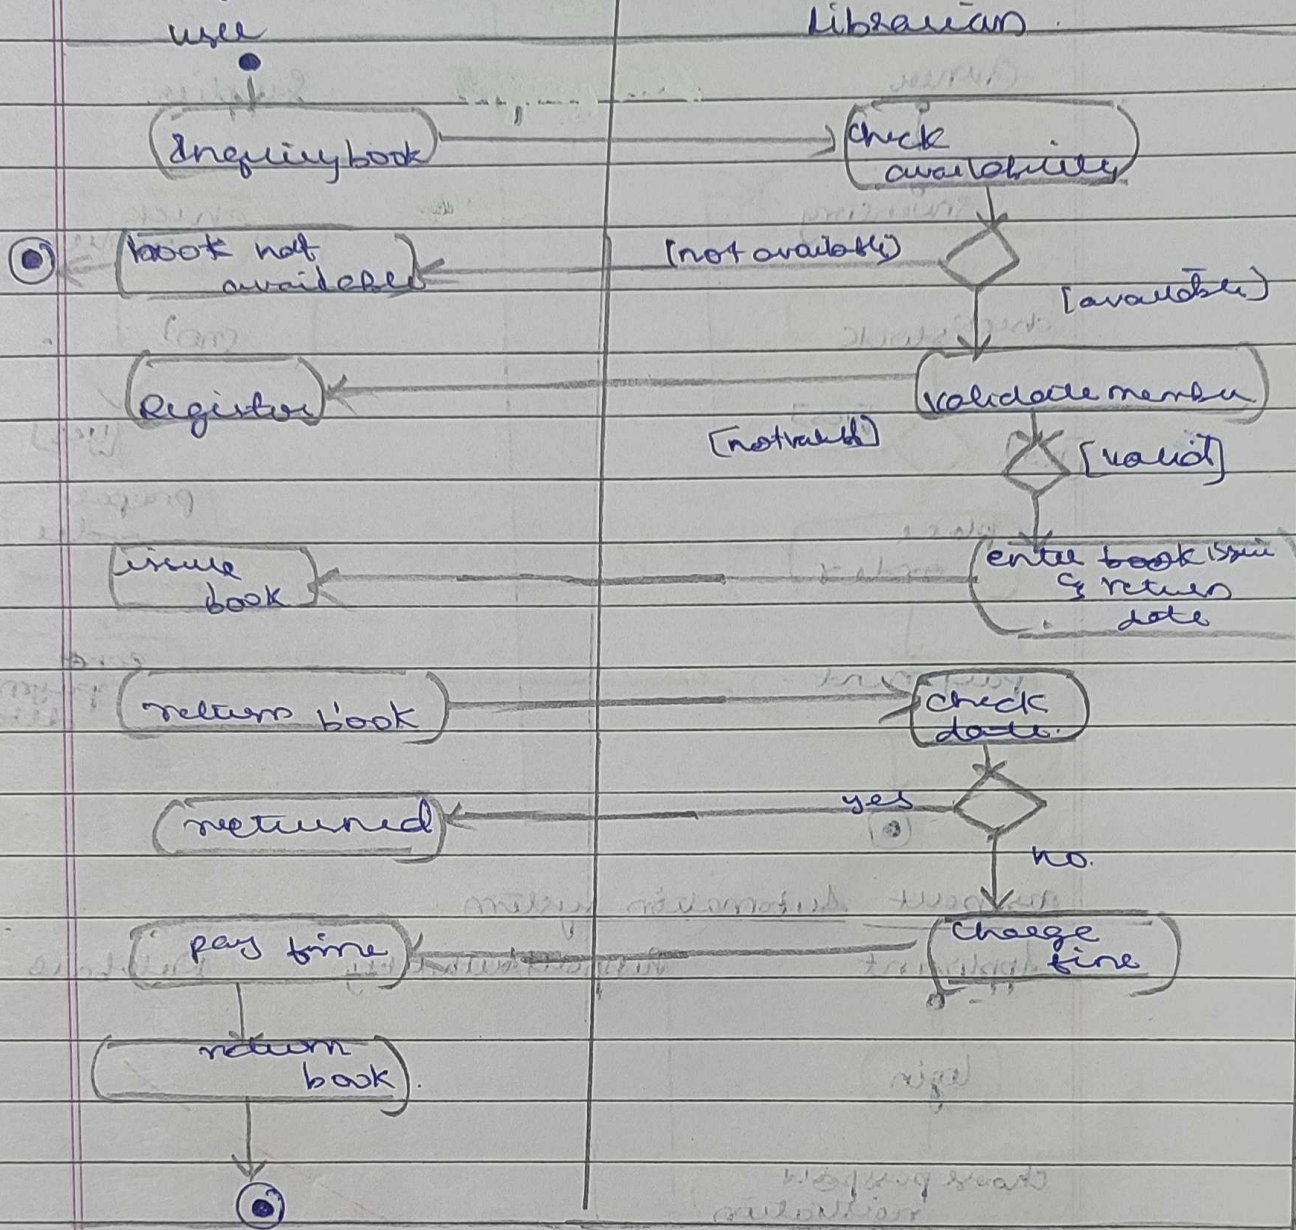 user
Librarian
Inquiry book
check
availability
book not
available
[not available]
[available]
Register
validate member
[not valid]
[valid]
issue
book
enter book issue
& return
date
return book
check
date.
returned
yes
no.
pay fine
charge
fine
return
book